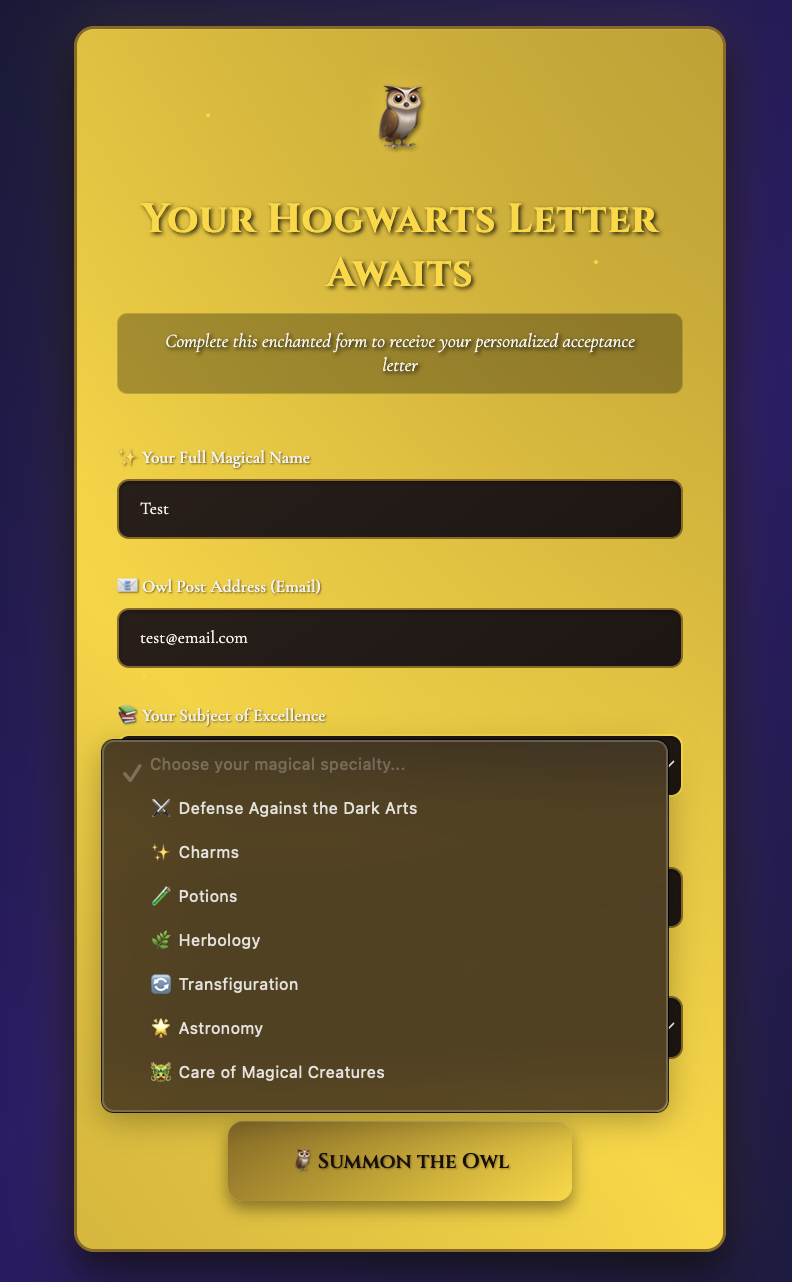 Your Hogwarts Letter
Awaits
Complete this enchanted form to receive your personalized acceptance
letter
✨ Your Full Magical Name
Test
📧 Owl Post Address (Email)
test@email.com
📚 Your Subject of Excellence
Choose your magical specialty...
⚔️ Defense Against the Dark Arts
✨ Charms
🧪 Potions
🌿 Herbology
🔄 Transfiguration
🌟 Astronomy
🐲 Care of Magical Creatures
🦉 Summon the Owl